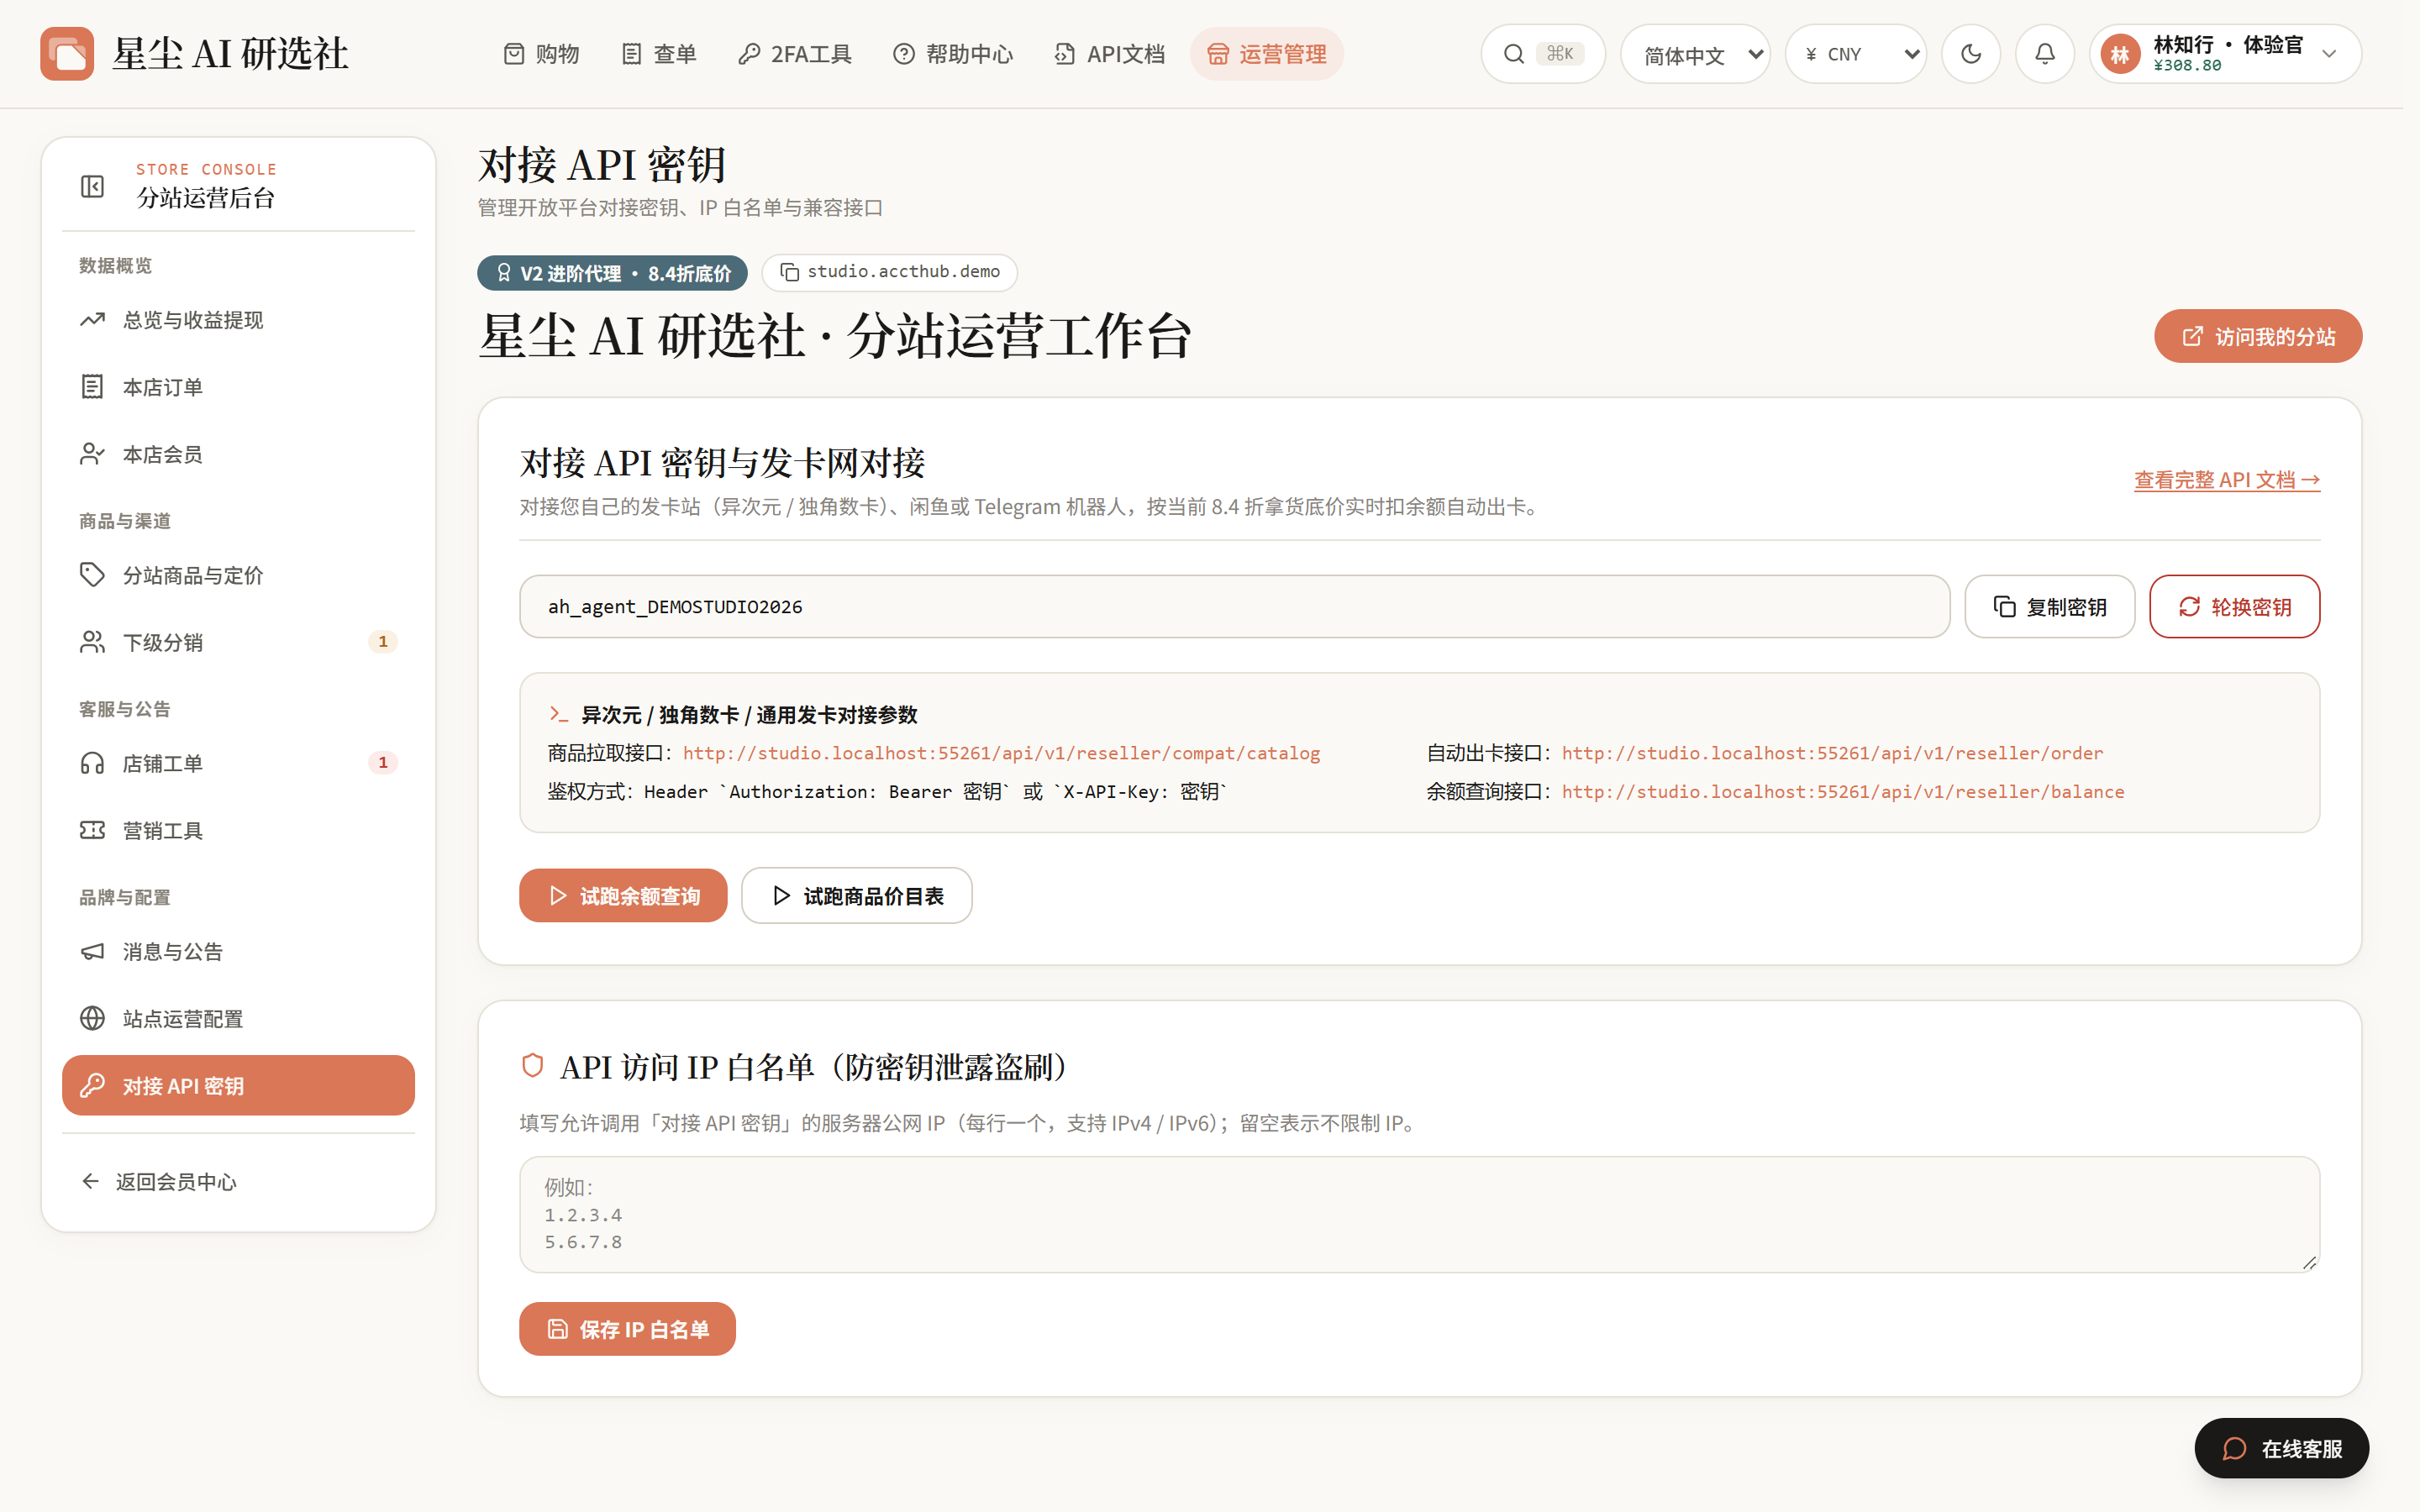 星尘 AI 研选社
购物
查单
2FA工具
帮助中心
API文档
运营管理
⌘K
简体中文
¥ CNY
林
林知行 • 体验官
¥308.80
STORE CONSOLE
分站运营后台
数据概览
总览与收益提现
本店订单
本店会员
商品与渠道
分站商品与定价
下级分销
1
客服与公告
店铺工单
1
营销工具
品牌与配置
消息与公告
站点运营配置
对接 API 密钥
返回会员中心
对接 API 密钥
管理开放平台对接密钥、IP 白名单与兼容接口
V2 进阶代理 • 8.4折底价
studio.accthub.demo
星尘 AI 研选社 · 分站运营工作台
访问我的分站
对接 API 密钥与发卡网对接
对接您自己的发卡站（异次元 / 独角数卡）、闲鱼或 Telegram 机器人，按当前 8.4 折拿货底价实时扣余额自动出卡。
查看完整 API 文档 →
ah_agent_DEMOSTUDIO2026
复制密钥
轮换密钥
异次元 / 独角数卡 / 通用发卡对接参数
商品拉取接口：http://studio.localhost:55261/api/v1/reseller/compat/catalog
自动出卡接口：http://studio.localhost:55261/api/v1/reseller/order
鉴权方式：Header `Authorization: Bearer 密钥` 或 `X-API-Key: 密钥`
余额查询接口：http://studio.localhost:55261/api/v1/reseller/balance
试跑余额查询
试跑商品价目表
API 访问 IP 白名单（防密钥泄露盗刷）
填写允许调用「对接 API 密钥」的服务器公网 IP（每行一个，支持 IPv4 / IPv6）；留空表示不限制 IP。
例如：
1.2.3.4
5.6.7.8
保存 IP 白名单
在线客服